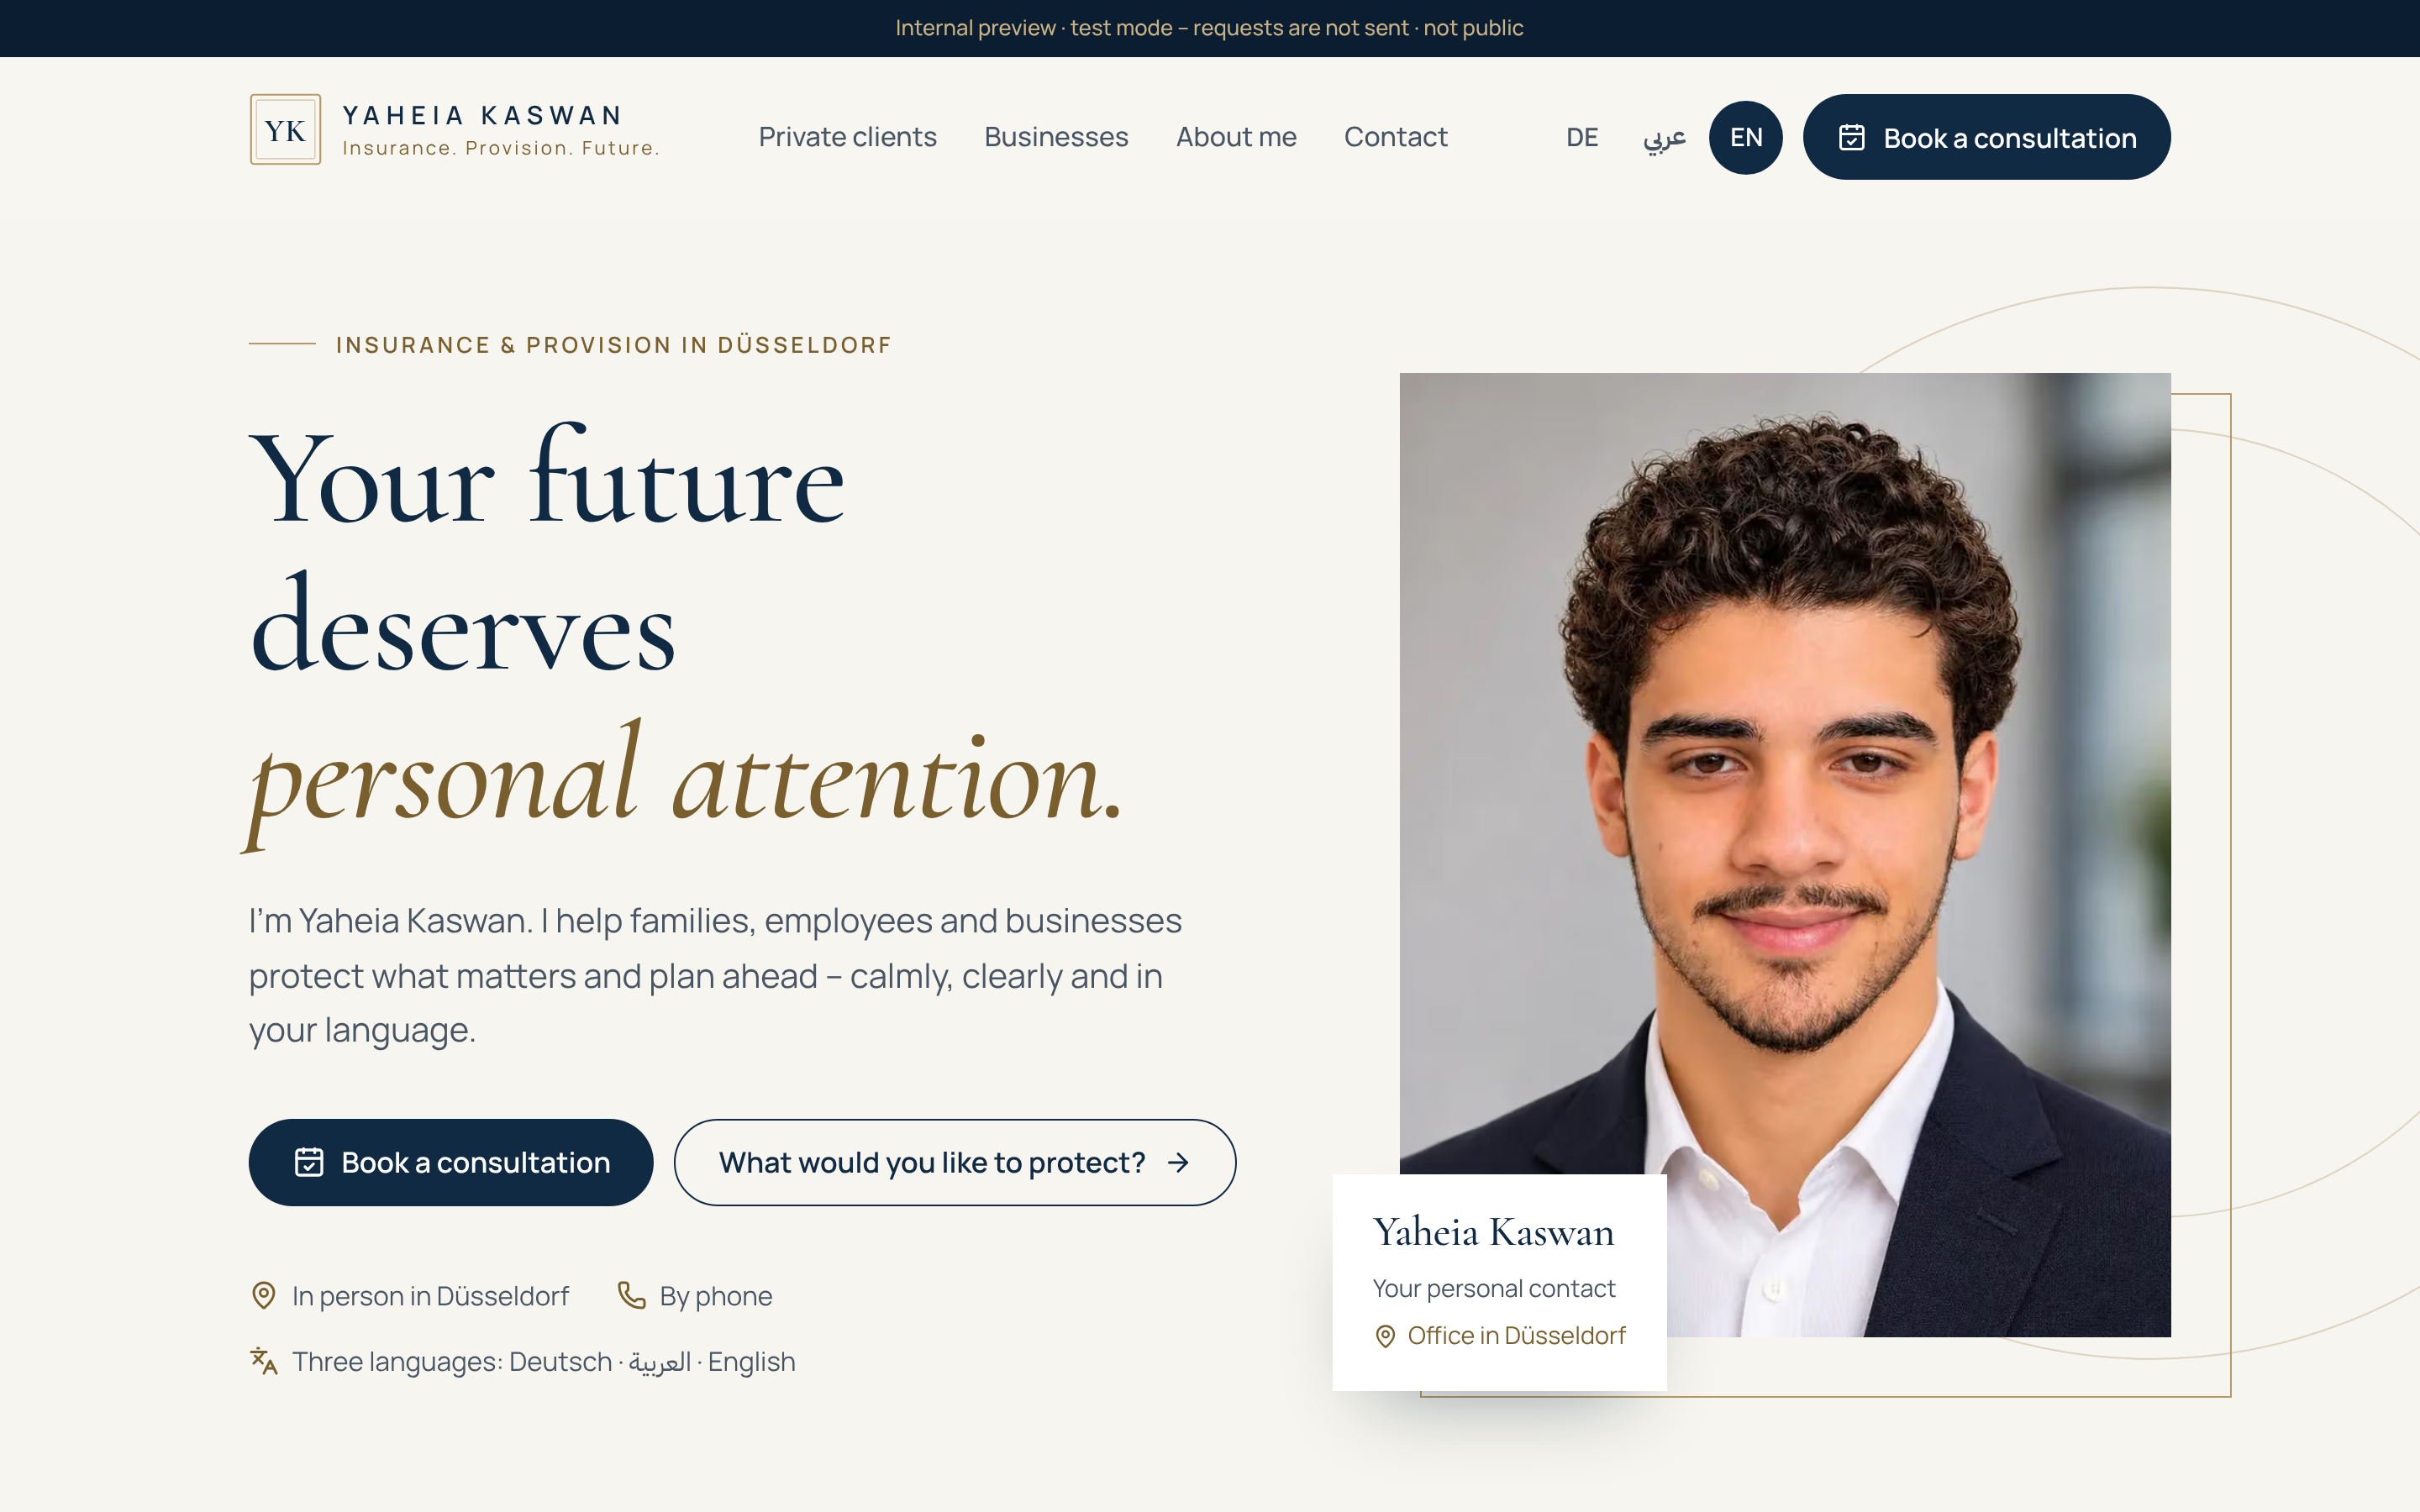 Internal preview · test mode – requests are not sent · not public
YK
YAHEIA KASWAN
Insurance. Provision. Future.
Private clients
Businesses
About me
Contact
DE
عربي
EN
Book a consultation
INSURANCE & PROVISION IN DÜSSELDORF
Your future
deserves
personal attention.
I’m Yaheia Kaswan. I help families, employees and businesses
protect what matters and plan ahead – calmly, clearly and in
your language.
Book a consultation
What would you like to protect?
In person in Düsseldorf
By phone
Three languages: Deutsch · العربية · English
Yaheia Kaswan
Your personal contact
Office in Düsseldorf